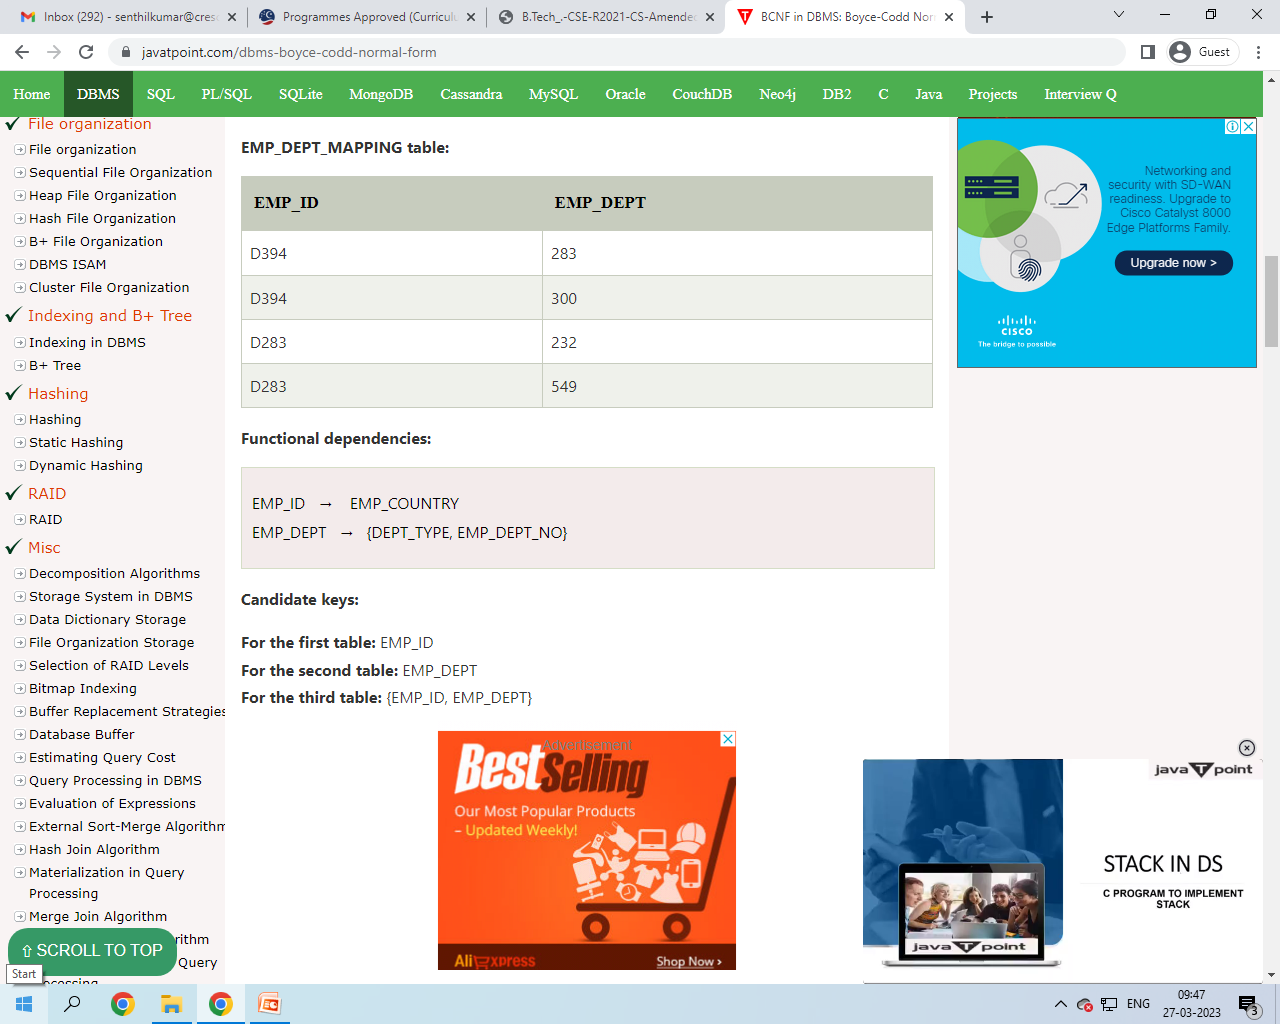 Inbox (292) - senthilkumar@cres
Programmes Approved (Curricul
B.Tech_.-CSE-R2021-CS-Amende
BCNF in DBMS: Boyce-Codd Nor
javatpoint.com/dbms-boyce-codd-normal-form
Guest
Home DBMS SQL PL/SQL SQLite MongoDB Cassandra MySQL Oracle CouchDB Neo4j DB2 C Java Projects Interview Q
File organization
File organization
Sequential File Organization
Heap File Organization
Hash File Organization
B+ File Organization
DBMS ISAM
Cluster File Organization
Indexing and B+ Tree
Indexing in DBMS
B+ Tree
Hashing
Hashing
Static Hashing
Dynamic Hashing
RAID
RAID
Misc
Decomposition Algorithms
Storage System in DBMS
Data Dictionary Storage
File Organization Storage
Selection of RAID Levels
Bitmap Indexing
Buffer Replacement Strategies
Database Buffer
Estimating Query Cost
Query Processing in DBMS
Evaluation of Expressions
External Sort-Merge Algorithm
Hash Join Algorithm
Materialization in Query
Processing
Merge Join Algorithm
rithm
Query
⇧ SCROLL TO TOP
Start
EMP_DEPT_MAPPING table:
EMP_ID EMP_DEPT
D394 283
D394 300
D283 232
D283 549
Functional dependencies:
EMP_ID → EMP_COUNTRY
EMP_DEPT → {DEPT_TYPE, EMP_DEPT_NO}
Candidate keys:
For the first table: EMP_ID
For the second table: EMP_DEPT
For the third table: {EMP_ID, EMP_DEPT}
Advertisement
Best Selling
Our Most Popular Products
– Updated Weekly!
AliExpress
Shop Now ›
Networking and
security with SD-WAN
readiness. Upgrade to
Cisco Catalyst 8000
Edge Platforms Family.
Upgrade now >
CISCO
The bridge to possible
java T point
STACK IN DS
C PROGRAM TO IMPLEMENT
STACK
java T point
ENG
09:47
27-03-2023
3